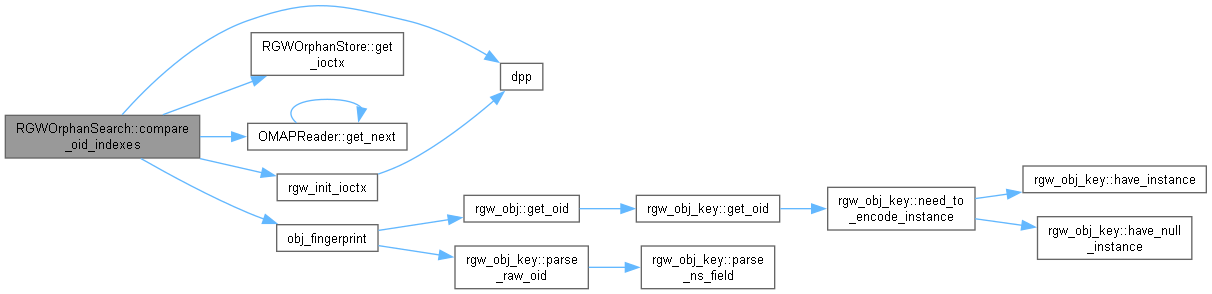 RGWOrphanSearch::compare
_oid_indexes
RGWOrphanStore::get
_ioctx
dpp
OMAPReader::get_next
rgw_init_ioctx
obj_fingerprint
rgw_obj::get_oid
rgw_obj_key::get_oid
rgw_obj_key::need_to
_encode_instance
rgw_obj_key::have_instance
rgw_obj_key::have_null
_instance
rgw_obj_key::parse
_raw_oid
rgw_obj_key::parse
_ns_field